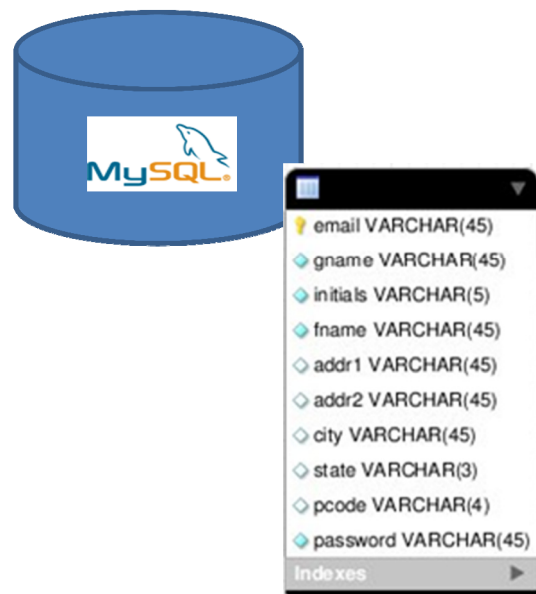 MySQL®
email VARCHAR(45)
gname VARCHAR(45)
initials VARCHAR(5)
fname VARCHAR(45)
addr1 VARCHAR(45)
addr2 VARCHAR(45)
city VARCHAR(45)
state VARCHAR(3)
pcode VARCHAR(4)
password VARCHAR(45)
Indexes